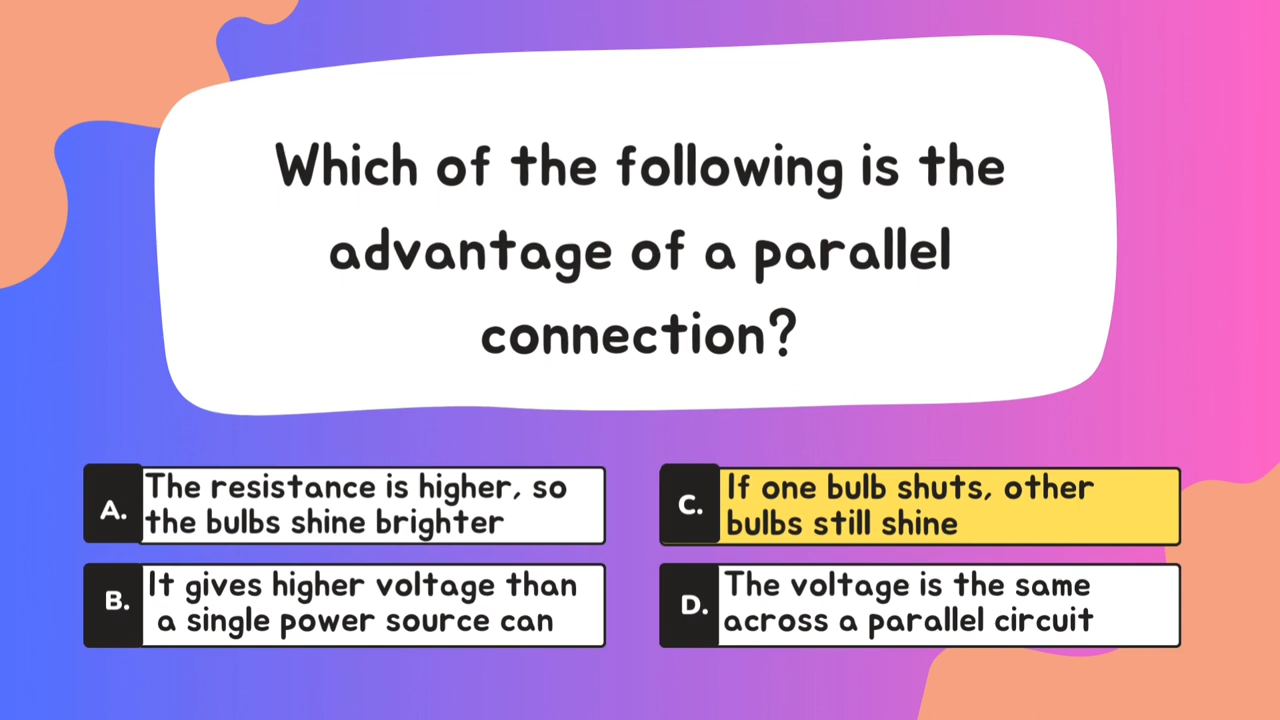 Which of the following is the
advantage of a parallel
connection?
A. The resistance is higher, so
the bulbs shine brighter
B. It gives higher voltage than
a single power source can
C. If one bulb shuts, other
bulbs still shine
D. The voltage is the same
across a parallel circuit